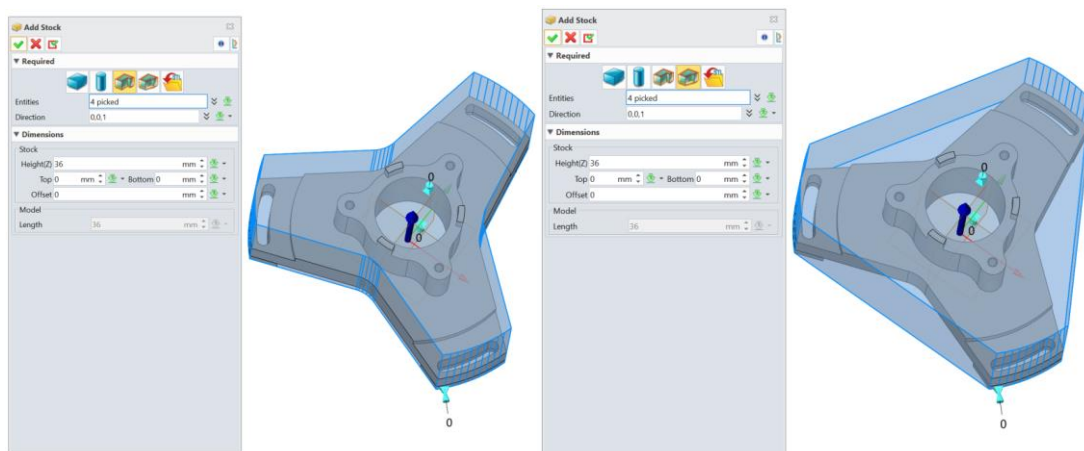 Add Stock
▼ Required
Entities 4 picked
Direction 0,0,1
▼ Dimensions
Stock
Height(Z) 36 mm
Top 0 mm Bottom 0 mm
Offset 0 mm
Model
Length 36 mm
0
0
0
Add Stock
▼ Required
Entities 4 picked
Direction 0,0,1
▼ Dimensions
Stock
Height(Z) 36 mm
Top 0 mm Bottom 0 mm
Offset 0 mm
Model
Length 36 mm
0
0
0